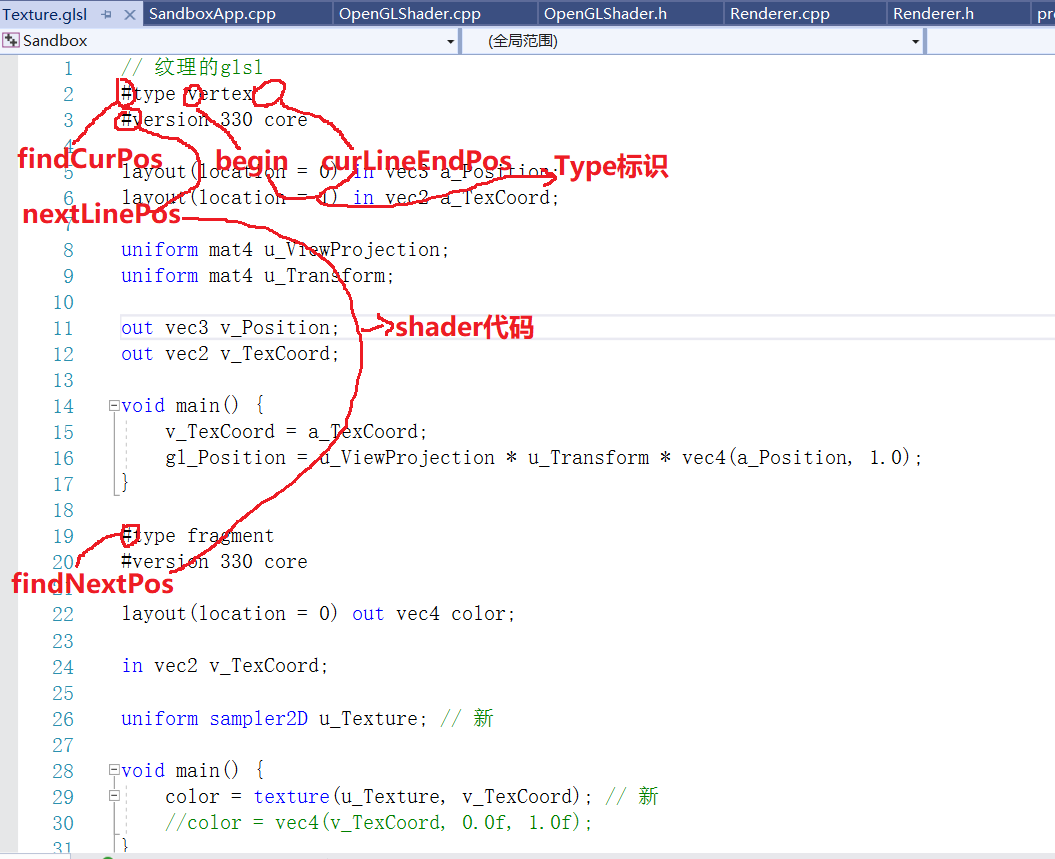 Texture.glsl SandboxApp.cpp OpenGLShader.cpp OpenGLShader.h Renderer.cpp Renderer.h
Sandbox (全局范围)
1 // 纹理的glsl
2 #type vertex
3 #version 330 core
4
findCurPos begin curLineEndPos Type标识
5 layout(location = 0) in vec3 a_Position;
6 layout(location = 1) in vec2 a_TexCoord;
nextLinePos
7
8 uniform mat4 u_ViewProjection;
9 uniform mat4 u_Transform;
10
11 out vec3 v_Position;
shader代码
12 out vec2 v_TexCoord;
13
14 void main() {
15 v_TexCoord = a_TexCoord;
16 gl_Position = u_ViewProjection * u_Transform * vec4(a_Position, 1.0);
17 }
18
19 #type fragment
20 #version 330 core
findNextPos
22 layout(location = 0) out vec4 color;
23
24 in vec2 v_TexCoord;
25
26 uniform sampler2D u_Texture; // 新
27
28 void main() {
29 color = texture(u_Texture, v_TexCoord); // 新
30 //color = vec4(v_TexCoord, 0.0f, 1.0f);
31 }